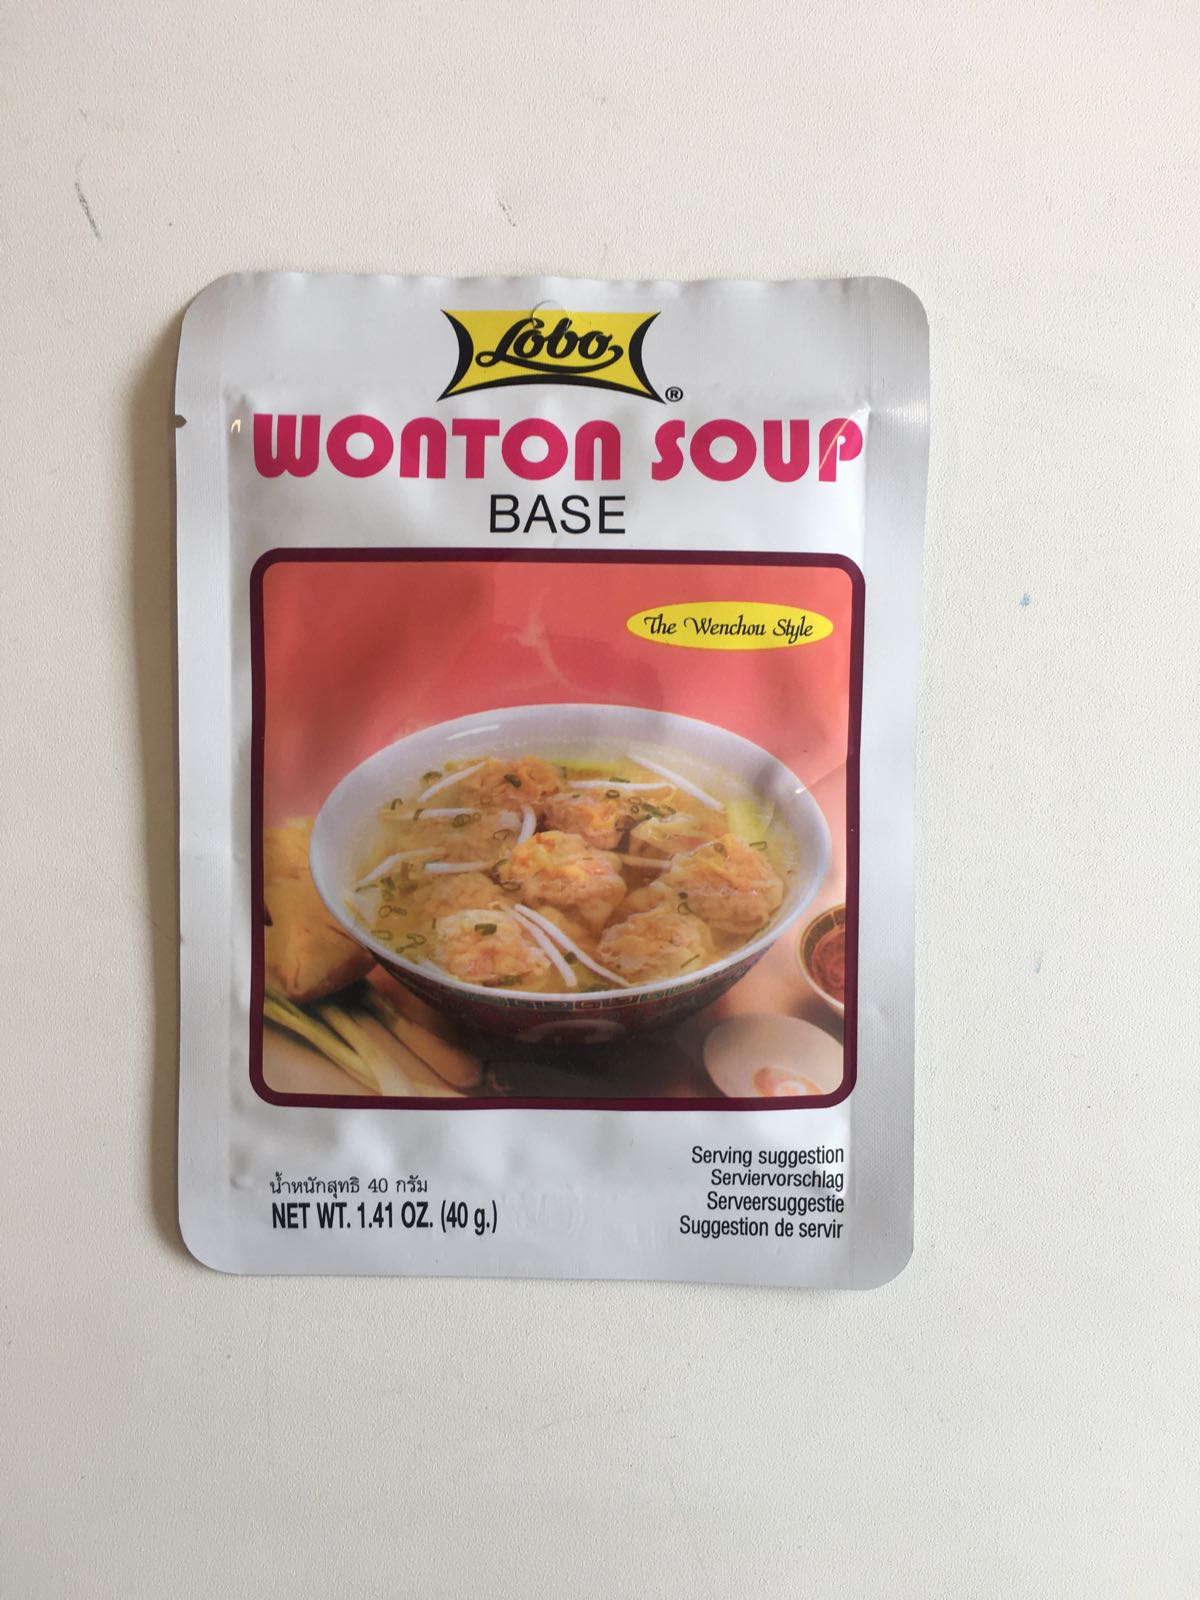 Lobo
®
WONTON SOUP
BASE
The Wenchou Style
Serving suggestion
Serviervorschlag
Serveersuggestie
Suggestion de servir
น้ำหนักสุทธิ 40 กรัม
NET WT. 1.41 OZ. (40 g.)